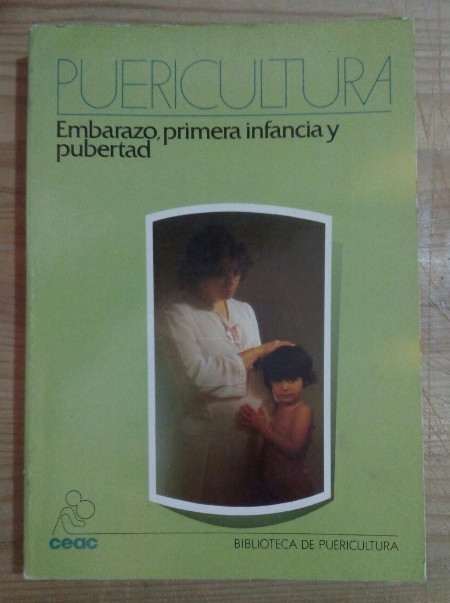 PUERICULTURA
Embarazo, primera infancia y
pubertad
ceac
BIBLIOTECA DE PUERICULTURA